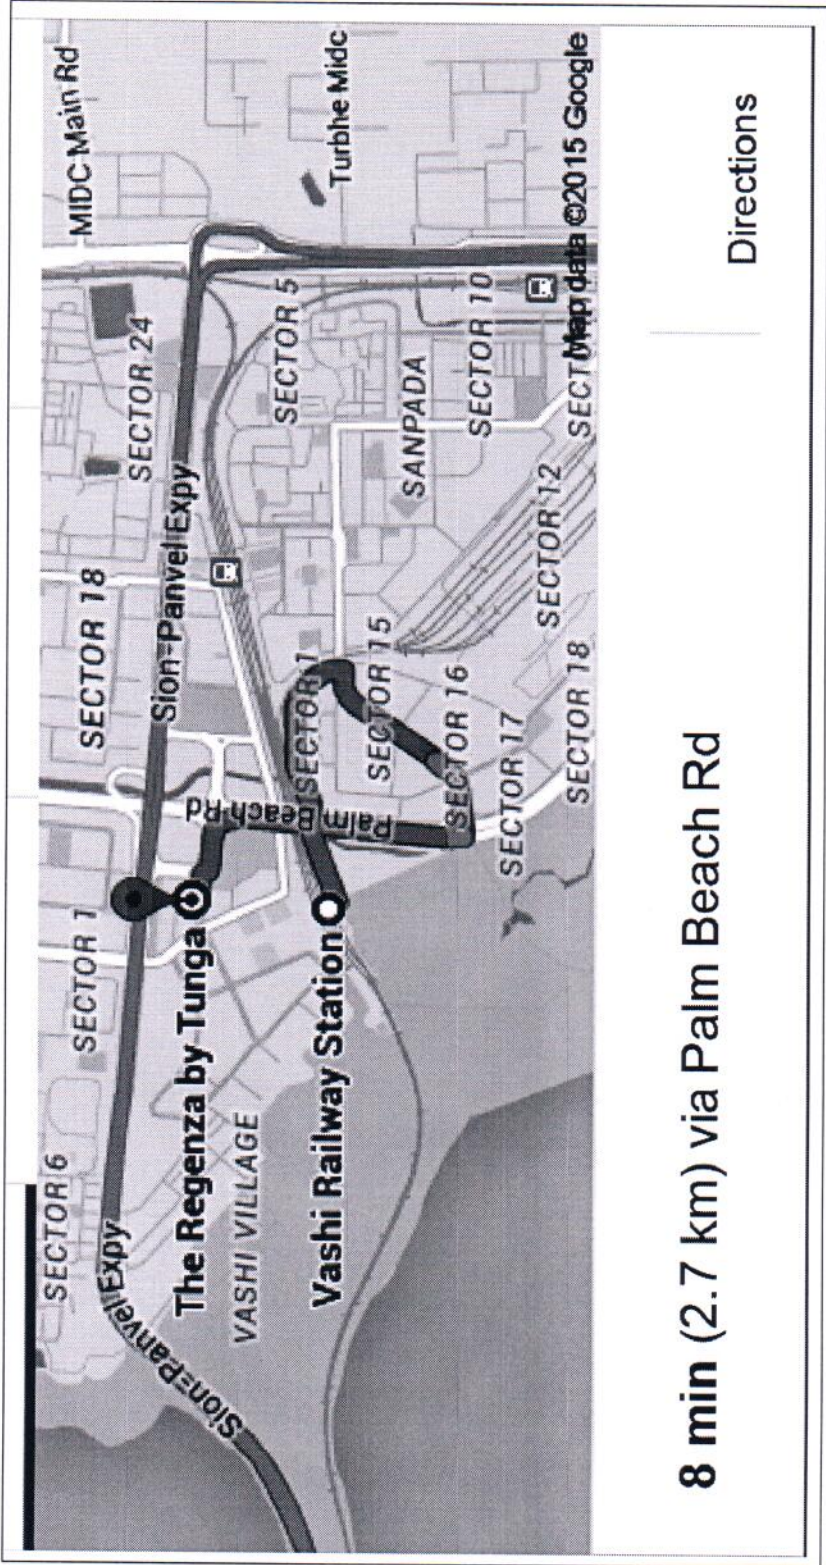 MIDC Main Rd
Turbhe Midc
SECTOR 24
SECTOR 5
SECTOR 10
SANPADA
SECTOR 18
Sion-Panvel Expy
SECTOR 12
SECTOR 1
SECTOR 15
SECTOR 16
SECTOR 17
SECTOR 18
Palm Beach Rd
SECTOR 1
The Regenza by Tunga
Vashi Railway Station
SECTOR 6
VASHI VILLAGE
Sion-Panvel Expy
Map data ©2015 Google
8 min (2.7 km) via Palm Beach Rd
Directions